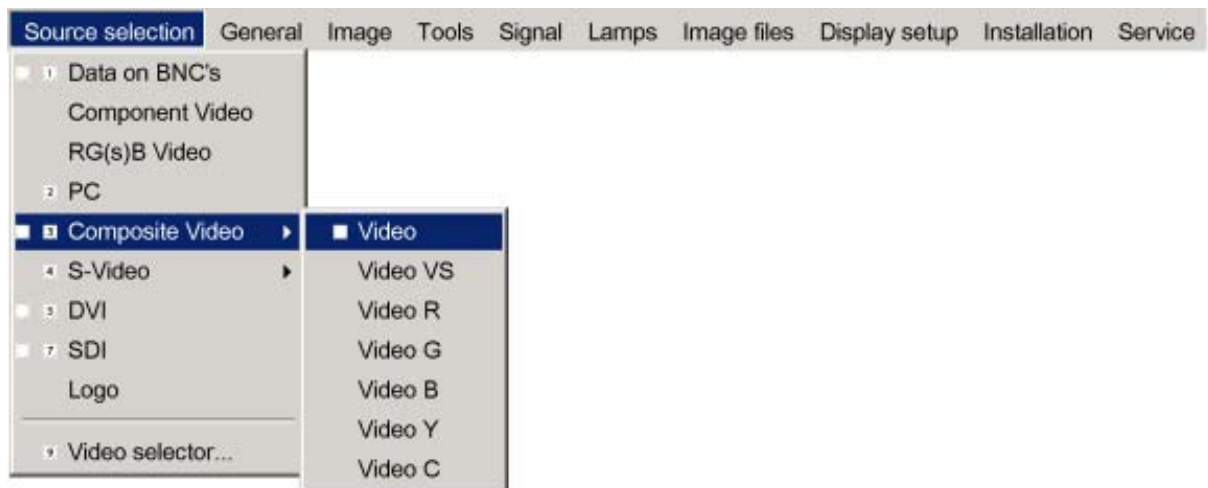 Source selection General Image Tools Signal Lamps Image files Display setup Installation Service
1 Data on BNC's
Component Video
RG(s)B Video
2 PC
3 Composite Video
4 S-Video
5 DVI
7 SDI
Logo
9 Video selector...
Video
Video VS
Video R
Video G
Video B
Video Y
Video C